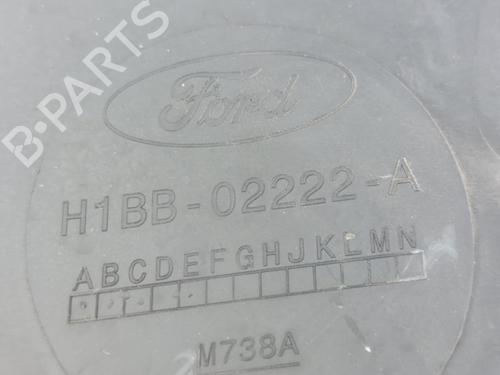 B-PARTS
Ford
H1BB-02222-A
ABCDEFGHJKLMN
M738A